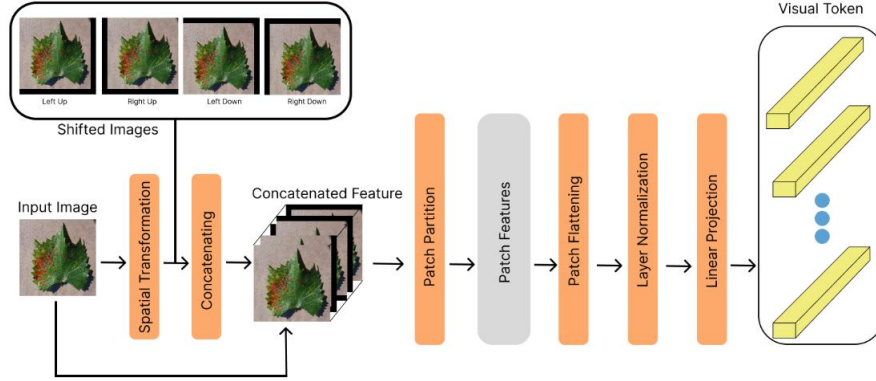 Visual Token
Left Up
Right Up
Left Down
Right Down
Shifted Images
Input Image
Spatial Transformation
Concatenating
Concatenated Feature
Patch Partition
Patch Features
Patch Flattening
Layer Normalization
Linear Projection